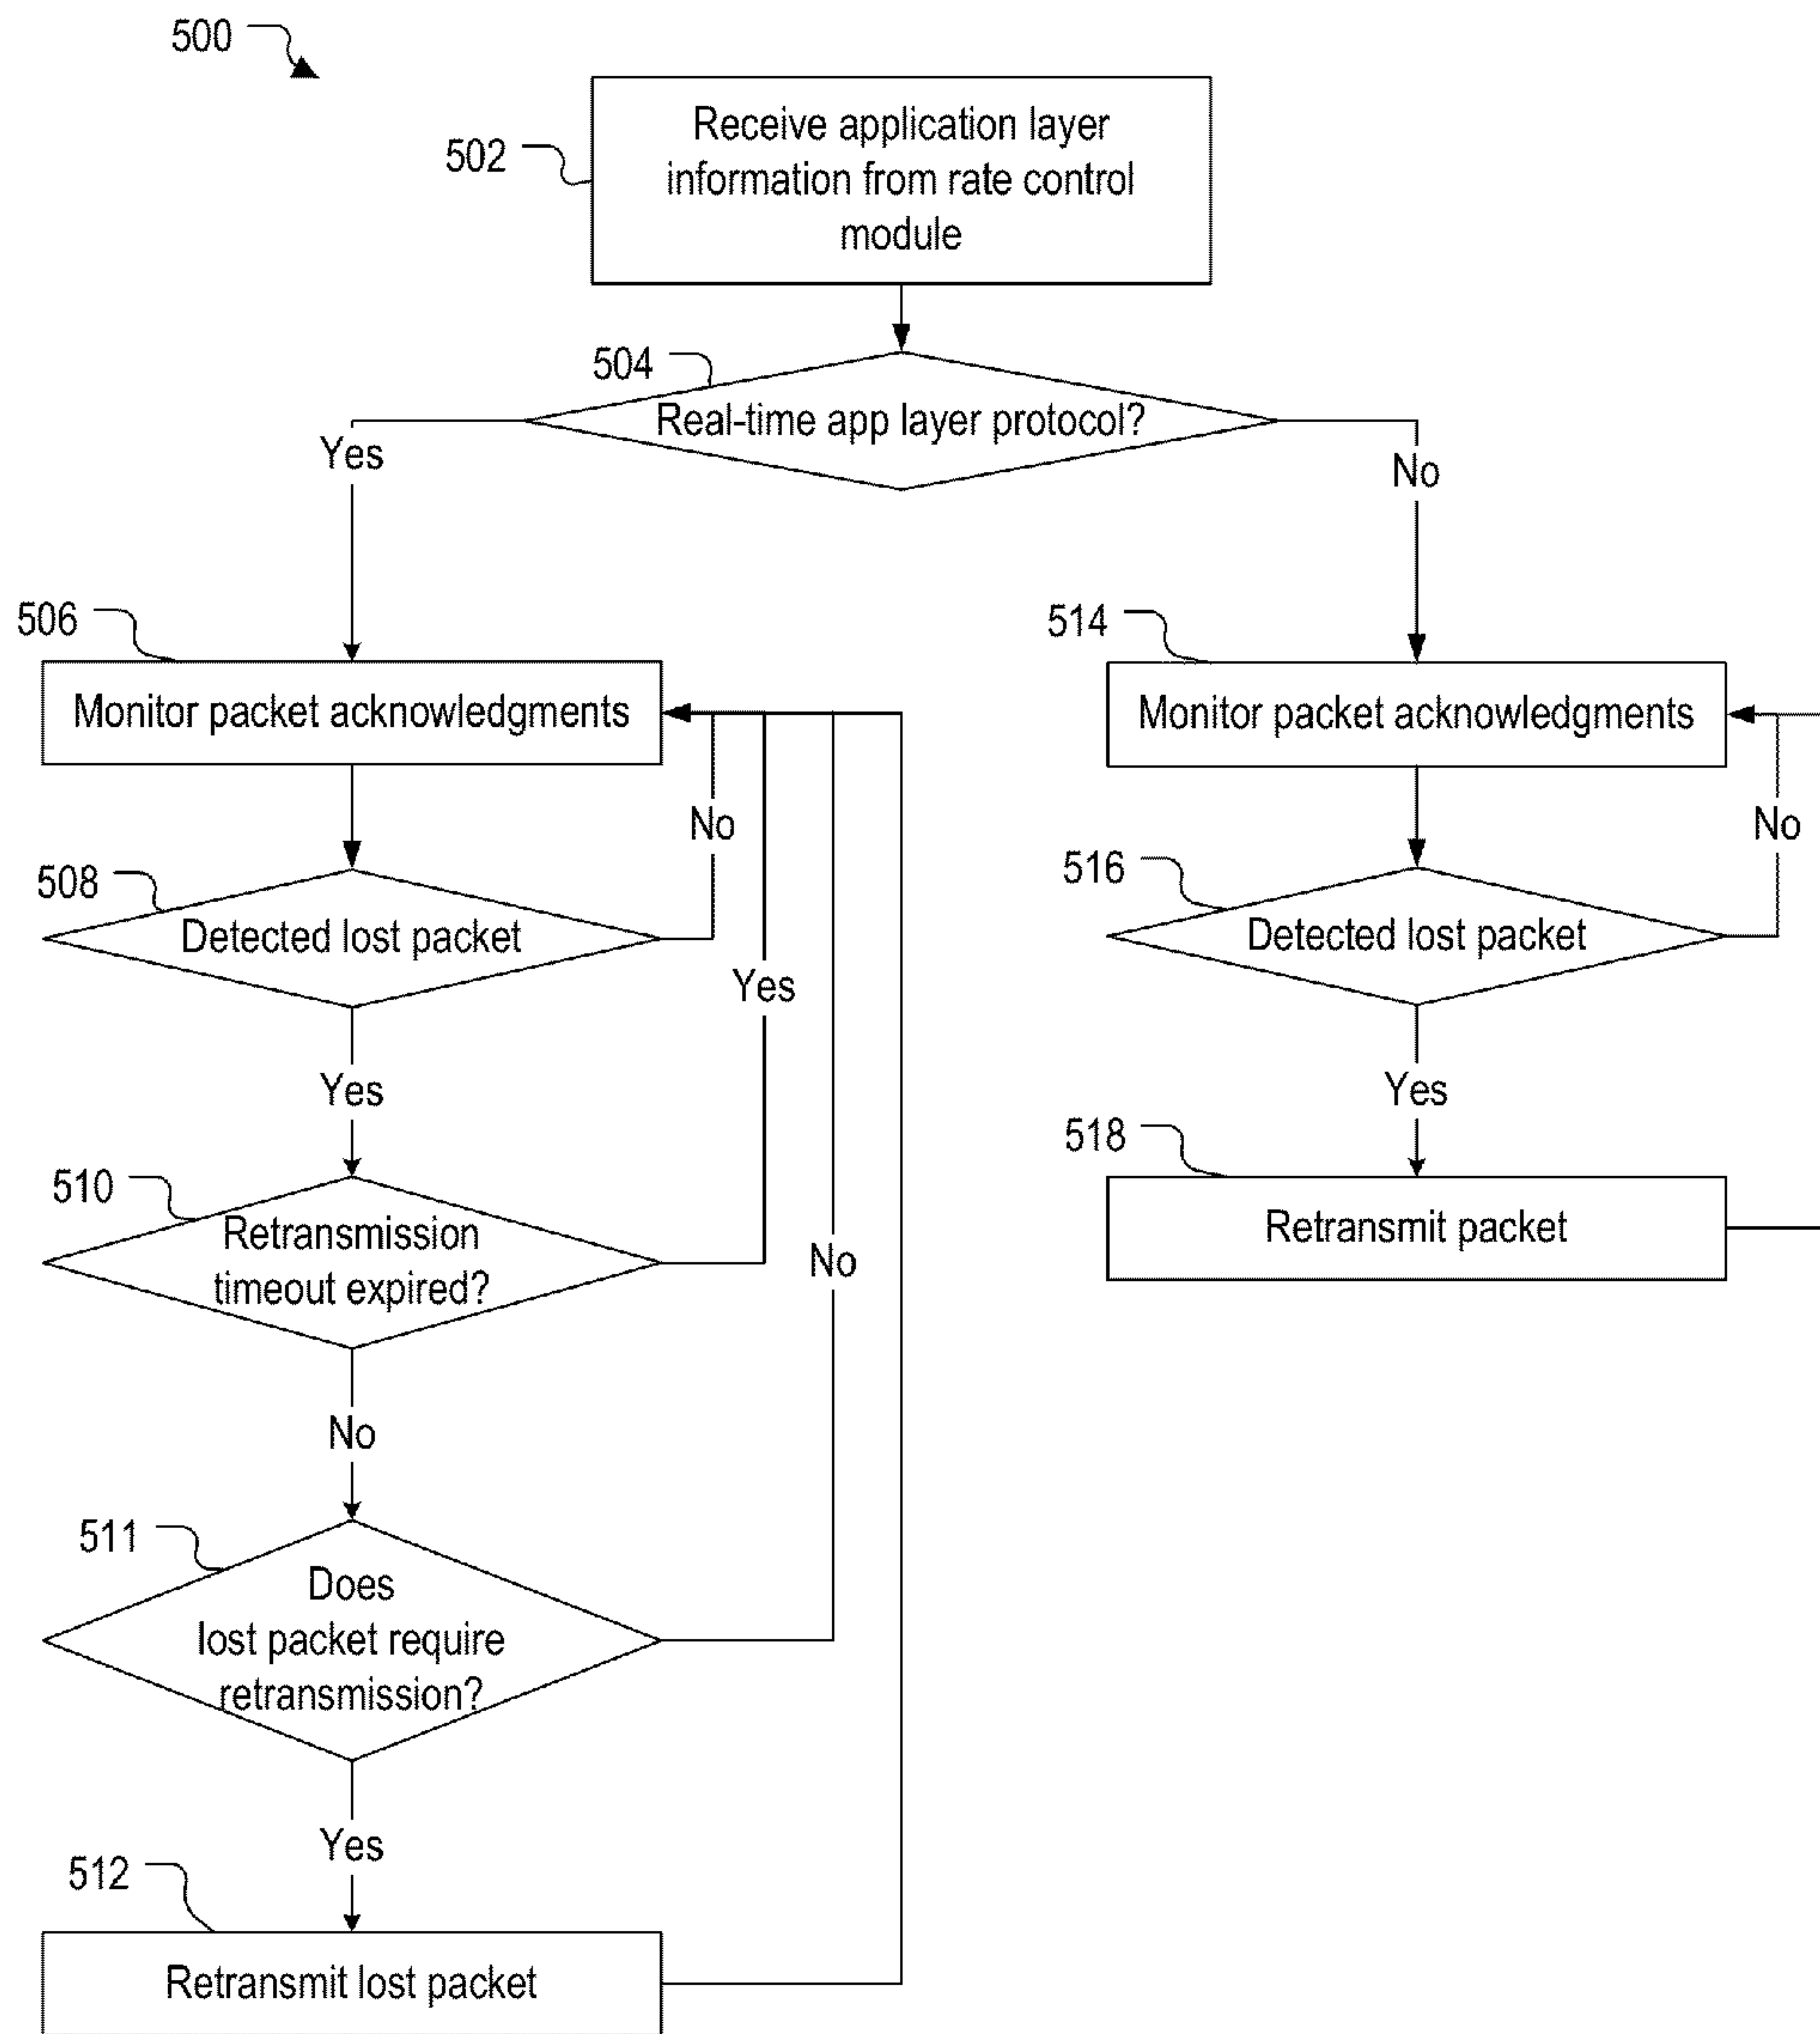 500
502
Receive application layer
information from rate control
module
504
Real-time app layer protocol?
Yes
No
506
Monitor packet acknowledgments
514
Monitor packet acknowledgments
No
No
508
Detected lost packet
516
Detected lost packet
Yes
Yes
Yes
510
Retransmission
timeout expired?
No
518
Retransmit packet
No
511
Does
lost packet require
retransmission?
Yes
512
Retransmit lost packet